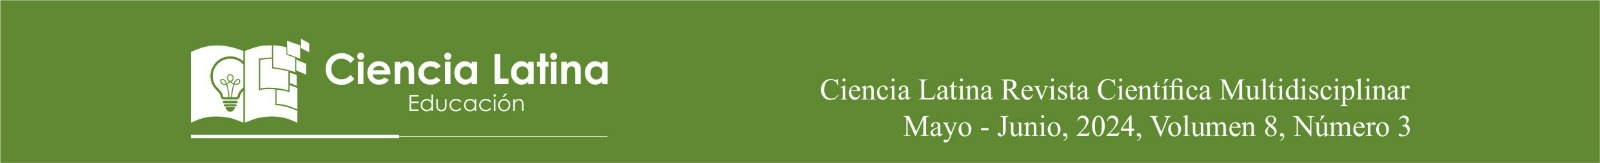 Ciencia Latina
Educación
Ciencia Latina Revista Científica Multidisciplinar
Mayo - Junio, 2024, Volumen 8, Número 3